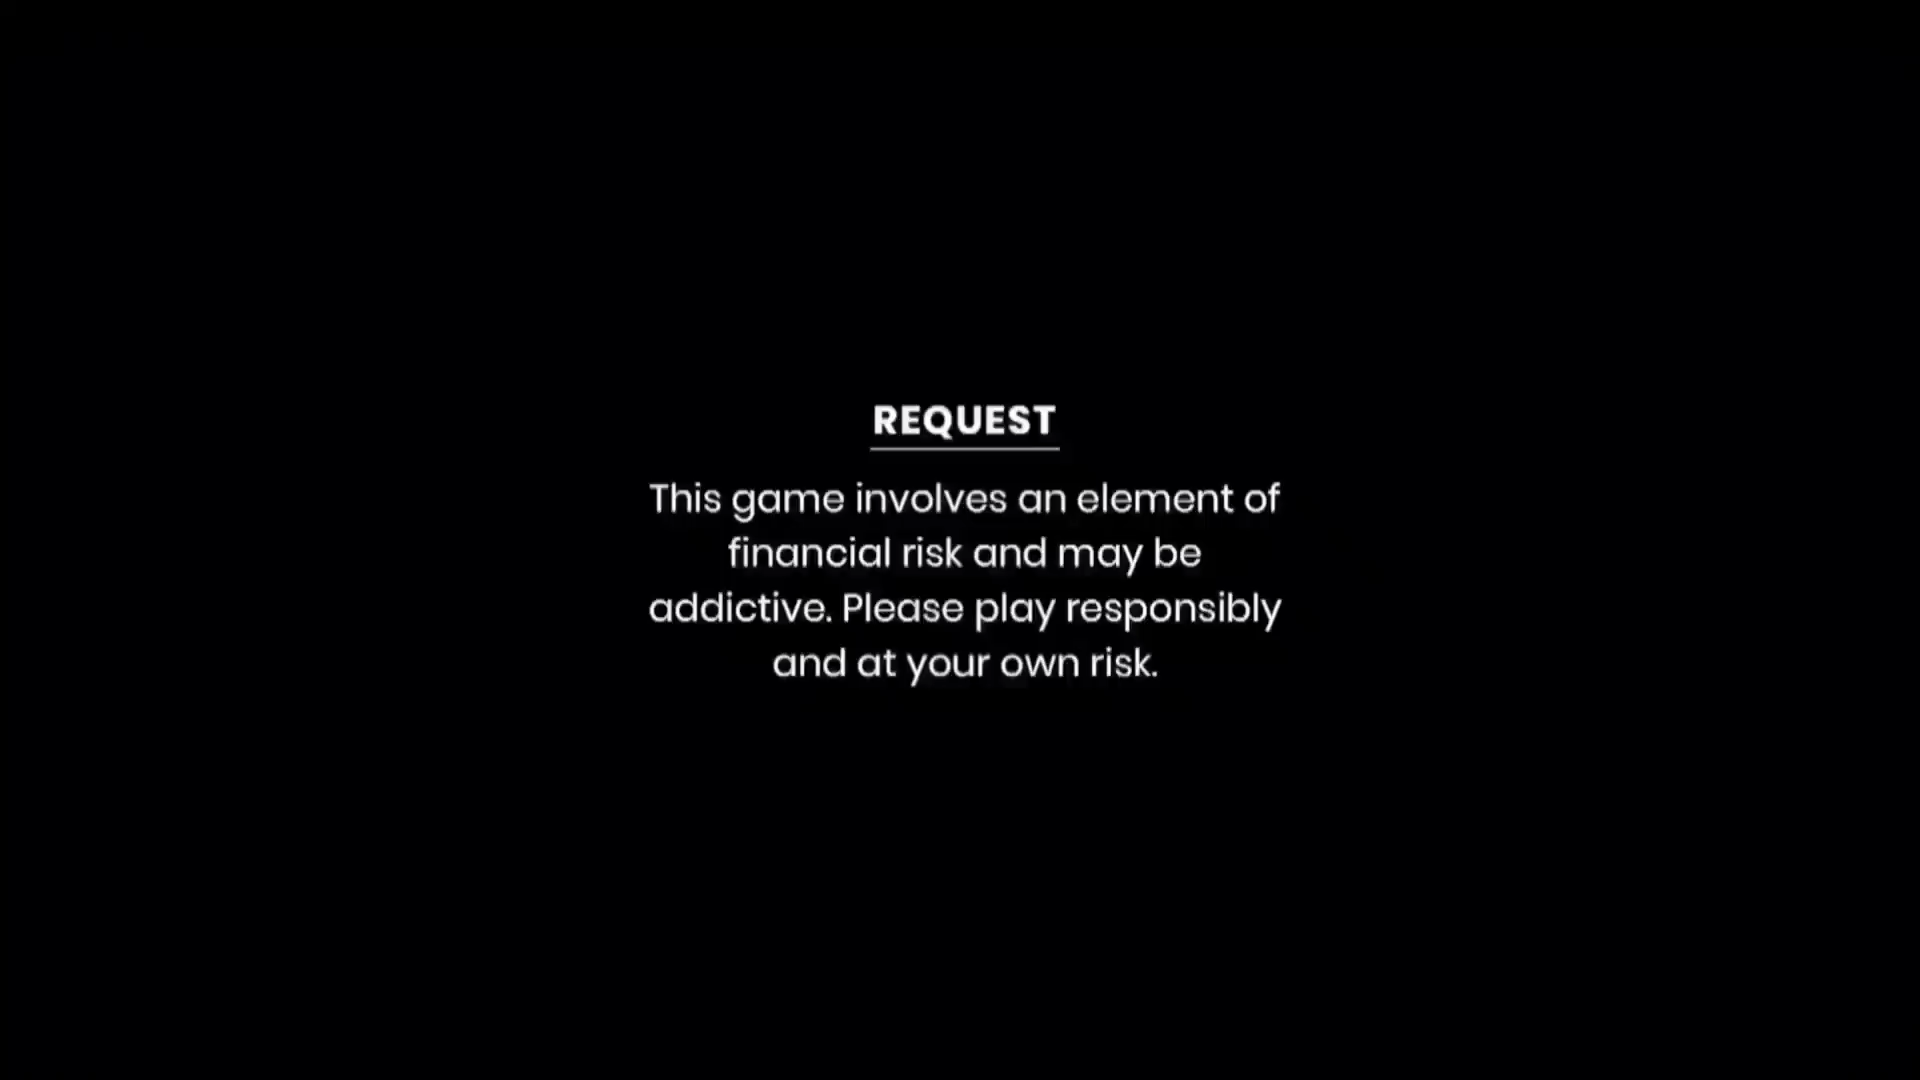 REQUEST
This game involves an element of
financial risk and may be
addictive. Please play responsibly
and at your own risk.